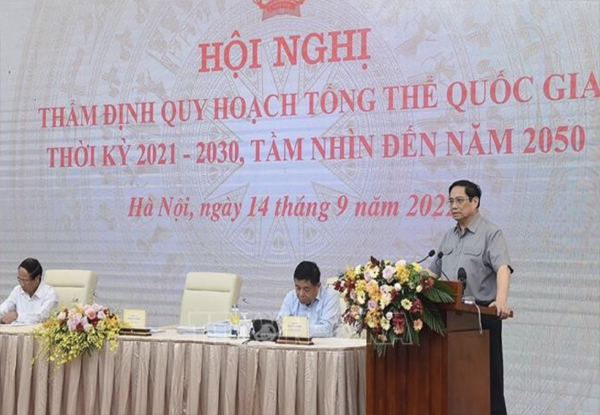 HỘI NGHỊ
THẨM ĐỊNH QUY HOẠCH TỔNG THỂ QUỐC GIA
THỜI KỲ 2021 - 2030, TẦM NHÌN ĐẾN NĂM 2050
Hà Nội, ngày 14 tháng 9 năm 2022